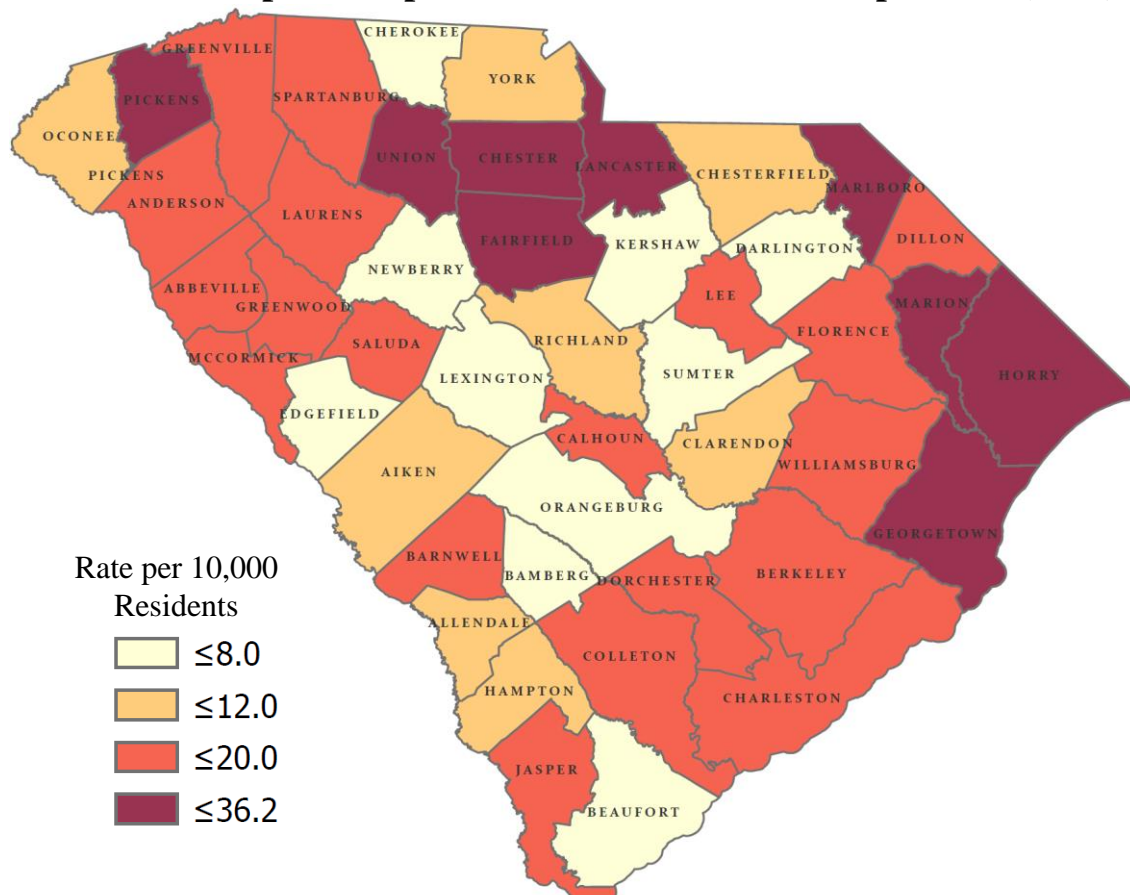 CHEROKEE
GREENVILLE
YORK
PICKENS
SPARTANBURG
OCONEE
UNION
CHESTER
LANCASTER
CHESTERFIELD
PICKENS
MARLBORO
ANDERSON
LAURENS
FAIRFIELD
KERSHAW
DARLINGTON
DILLON
NEWBERRY
ABBEVILLE
LEE
MARION
GREENWOOD
FLORENCE
RICHLAND
MCCORMICK
SALUDA
SUMTER
HORRY
LEXINGTON
EDGEFIELD
CALHOUN
CLARENDON
AIKEN
WILLIAMSBURG
ORANGEBURG
GEORGETOWN
BARNWELL
Rate per 10,000
Residents
BAMBERG
DORCHESTER
BERKELEY
ALLENDALE
≤8.0
COLLETON
HAMPTON
CHARLESTON
≤12.0
≤20.0
JASPER
≤36.2
BEAUFORT